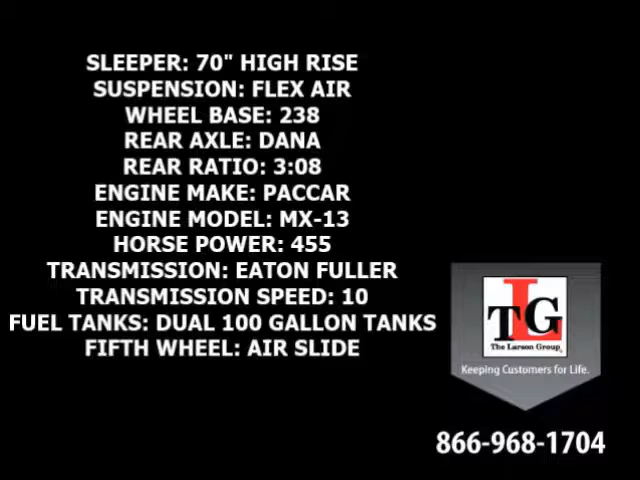 SLEEPER: 70" HIGH RISE
SUSPENSION: FLEX AIR
WHEEL BASE: 238
REAR AXLE: DANA
REAR RATIO: 3:08
ENGINE MAKE: PACCAR
ENGINE MODEL: MX-13
HORSE POWER: 455
TRANSMISSION: EATON FULLER
TRANSMISSION SPEED: 10
FUEL TANKS: DUAL 100 GALLON TANKS
FIFTH WHEEL: AIR SLIDE
TLG
The Larson Group
Keeping Customers for Life.
866-968-1704